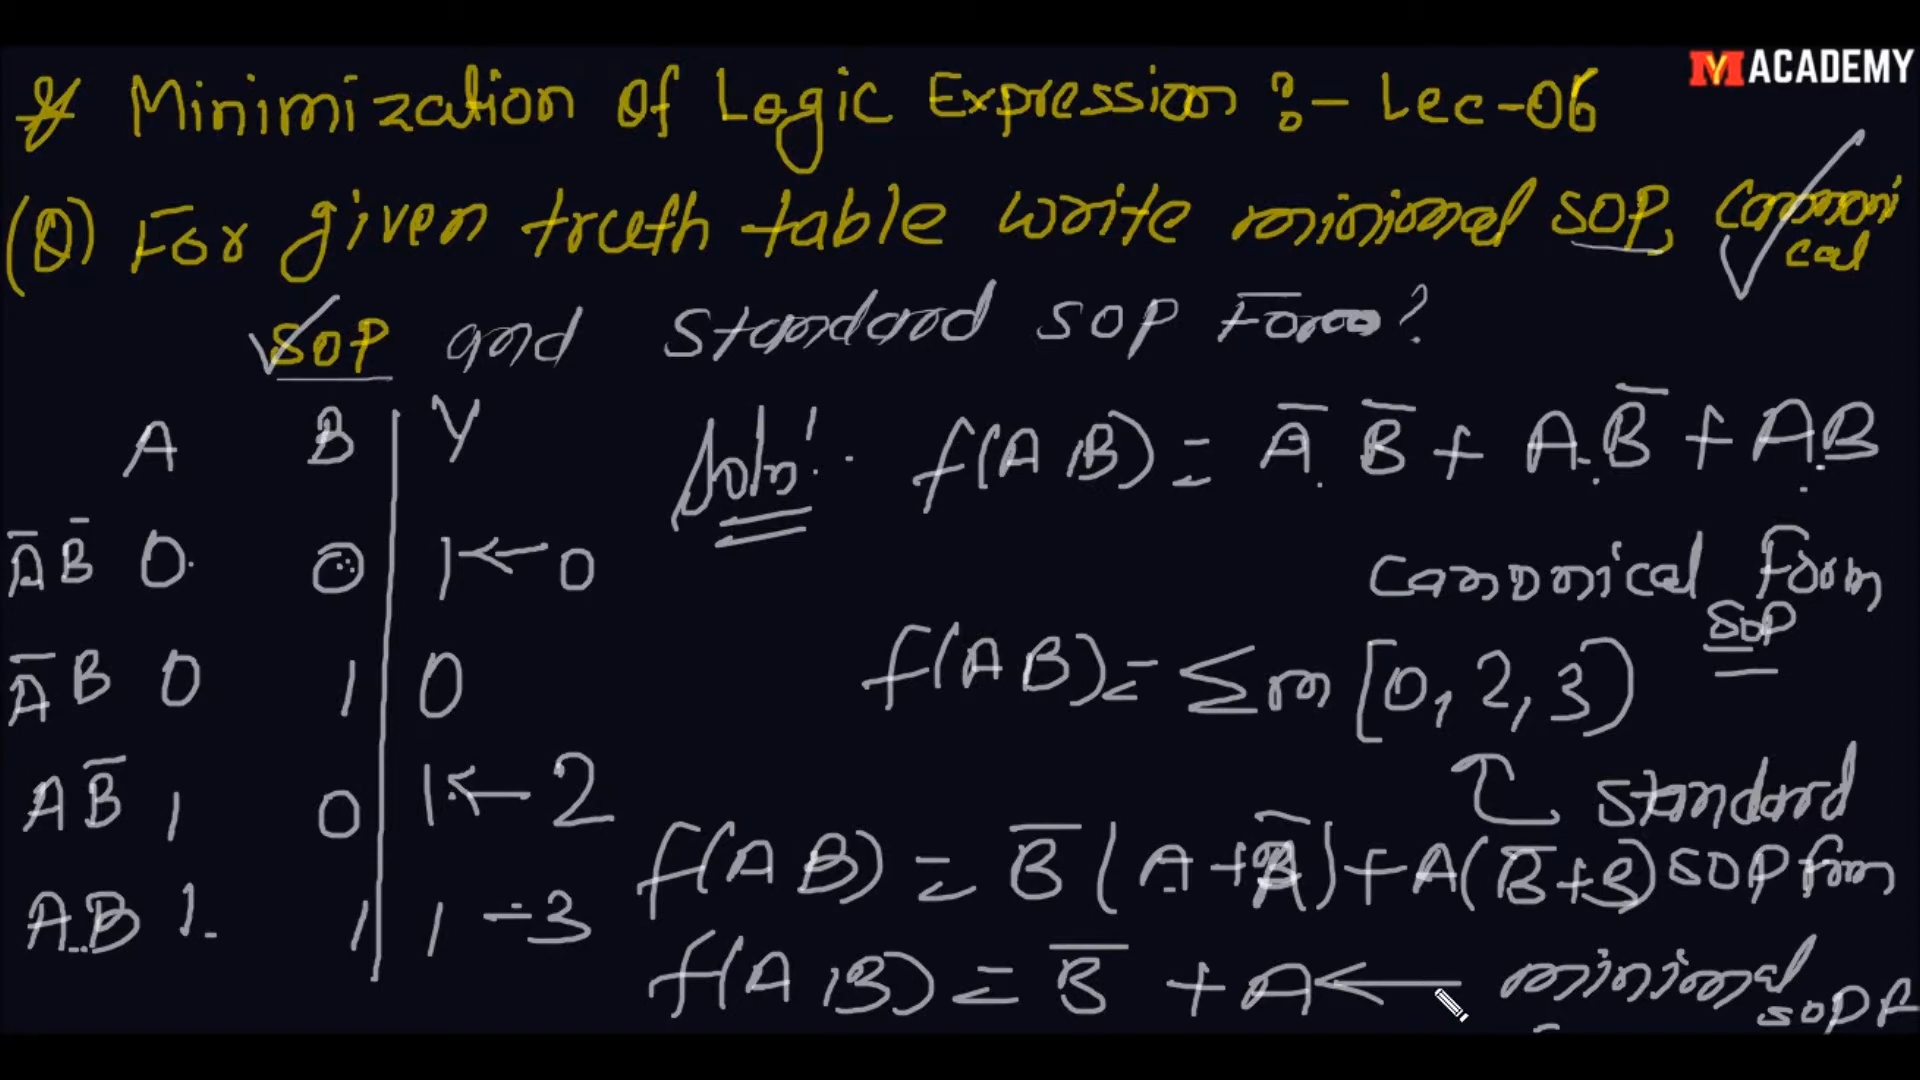 MACADEMY
* Minimization Of Logic Expression :- Lec-06
(Q) For given truth table write minimal SOP, Canonical
SOP and Standard SOP Form?
A B Y
A̅ B̅ 0 0 1 ← 0
A̅ B 0 1 0
A B̅ 1 0 1 ← 2
A.B 1 1 1 - 3
Soln:- f(A,B) = A̅.B̅ + A.B̅ + A.B
Canonical Form
SOP
f(A,B) = Σm[0,2,3)
Standard
SOP form
f(A,B) = B̅(A+A̅)+A(B̅+B)
f(A,B) = B̅ + A ← minimal
SOP F